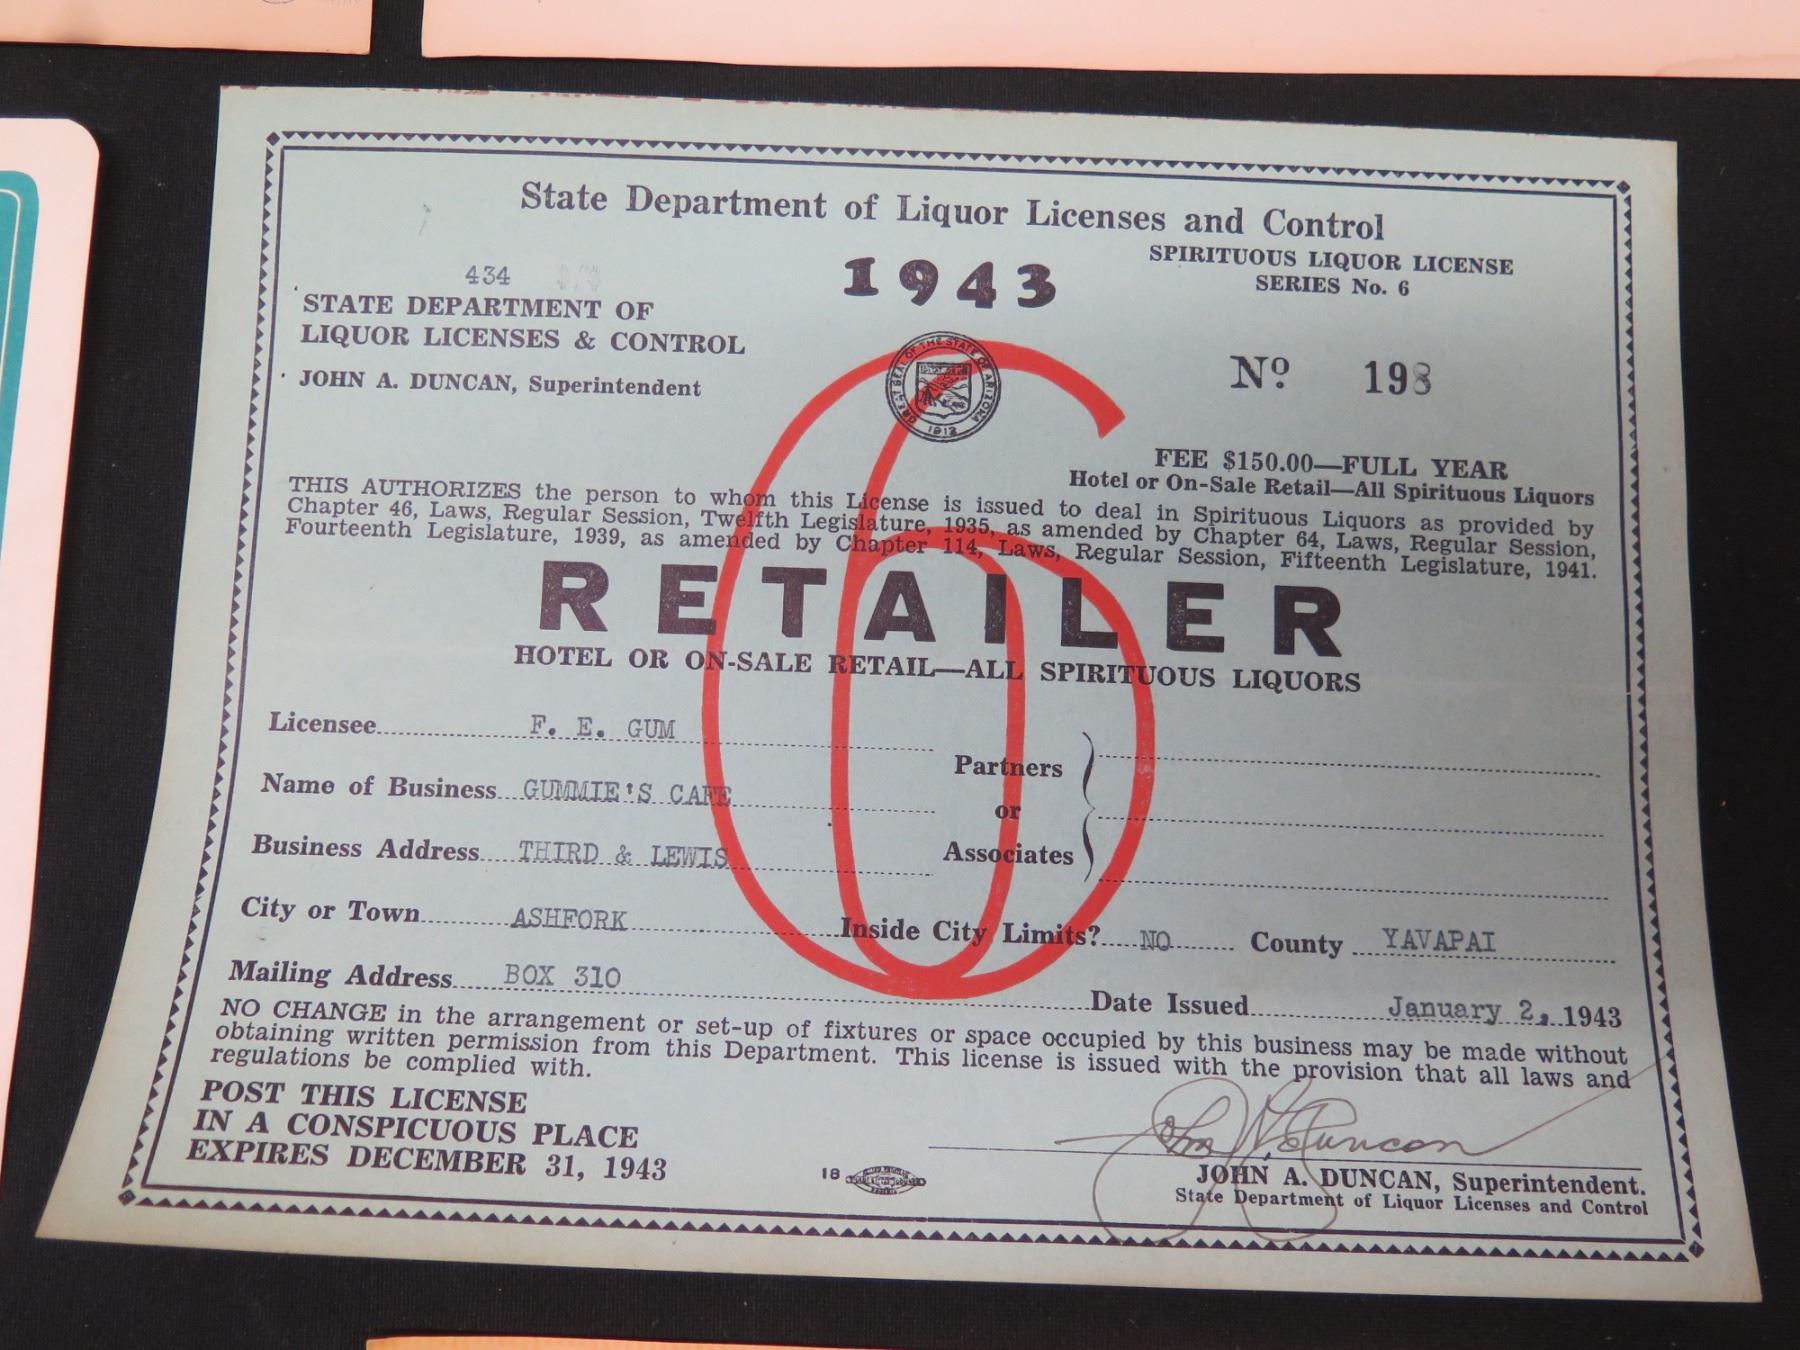 State Department of Liquor Licenses and Control
434
STATE DEPARTMENT OF
LIQUOR LICENSES & CONTROL
JOHN A. DUNCAN, Superintendent
1943
SPIRITUOUS LIQUOR LICENSE
SERIES No. 6
GREAT SEAL OF THE STATE OF ARIZONA
1912
No. 198
6
FEE $150.00—FULL YEAR
Hotel or On-Sale Retail—All Spirituous Liquors
THIS AUTHORIZES the person to whom this License is issued to deal in Spirituous Liquors as provided by
Chapter 46, Laws, Regular Session, Twelfth Legislature, 1935, as amended by Chapter 64, Laws, Regular Session,
Fourteenth Legislature, 1939, as amended by Chapter 114, Laws, Regular Session, Fifteenth Legislature, 1941.
RETAILER
HOTEL OR ON-SALE RETAIL—ALL SPIRITUOUS LIQUORS
Licensee F. E. GUM
Name of Business GUMMIE'S CAFE
Business Address THIRD & LEWIS
Partners
or
Associates
City or Town ASHFORK Inside City Limits? NO County YAVAPAI
Mailing Address BOX 310 Date Issued January 2, 1943
NO CHANGE in the arrangement or set-up of fixtures or space occupied by this business may be made without
obtaining written permission from this Department. This license is issued with the provision that all laws and
regulations be complied with.
POST THIS LICENSE
IN A CONSPICUOUS PLACE
EXPIRES DECEMBER 31, 1943
18
John A. Duncan
JOHN A. DUNCAN, Superintendent.
State Department of Liquor Licenses and Control